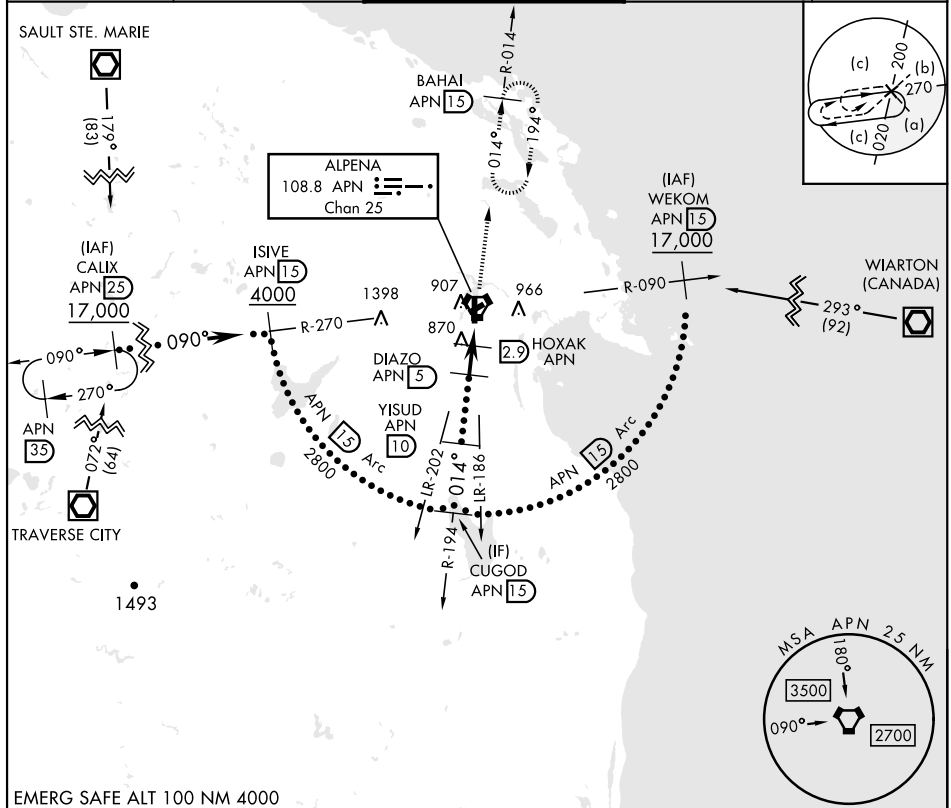 SAULT STE. MARIE
179°
(83)
BAHAI
APN 15
R-014
014°
194°
(c)
200
(b)
270
(c)
020
(a)
ALPENA
108.8 APN
Chan 25
(IAF)
WEKOM
APN 15
17,000
R-090
WIARTON
(CANADA)
293°
(92)
(IAF)
CALIX
APN 25
17,000
090°
ISIVE
APN 15
4000
R-270
1398
907
966
870
2.9 HOXAK
APN
DIAZO
APN 5
YISUD
APN
10
090°
270°
APN
35
072°
(64)
TRAVERSE CITY
APN 15 Arc
2800
APN 15 Arc
2800
LR-202
014°
LR-186
R-194
(IF)
CUGOD
APN 15
1493
MSA APN 25 NM
180°
3500
090°
2700
EMERG SAFE ALT 100 NM 4000